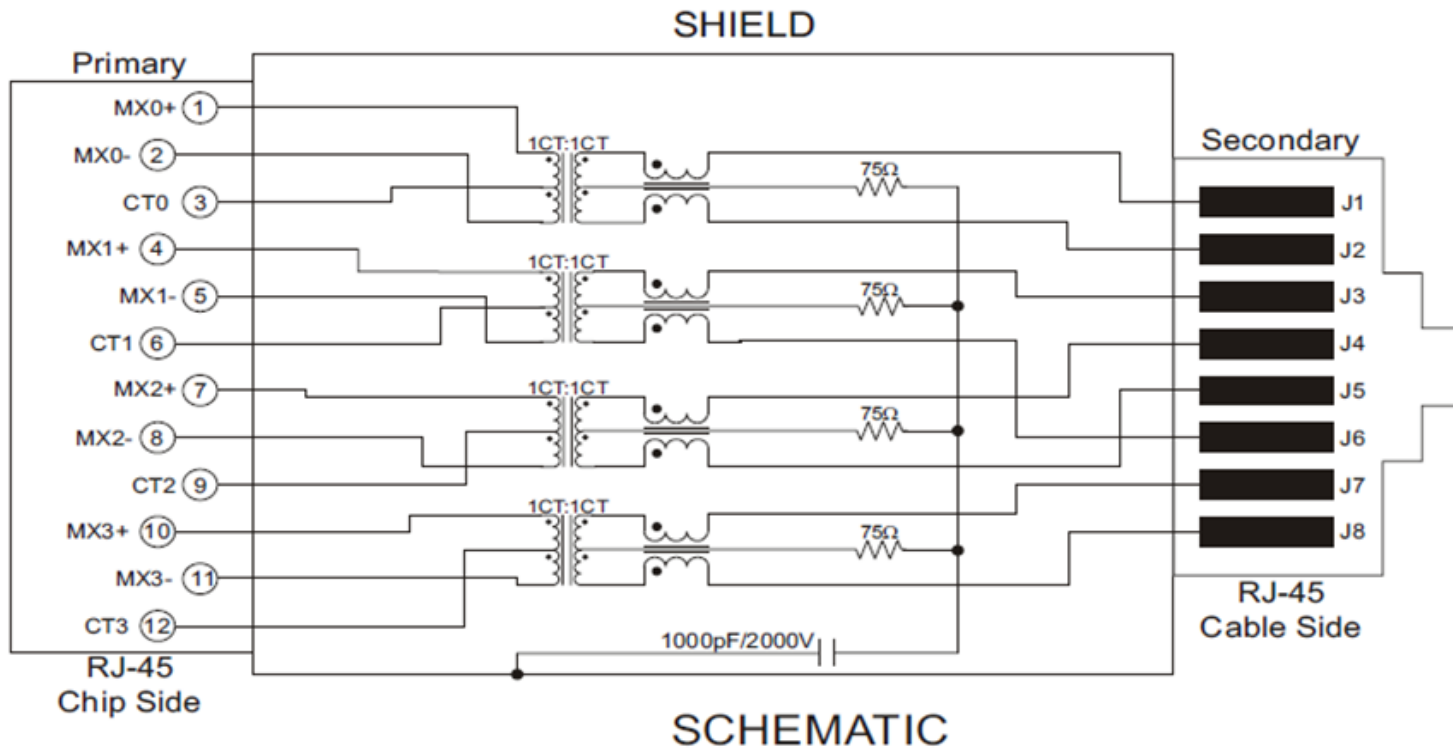 SHIELD
Primary
MX0+ 1
MX0- 2
CT0 3
MX1+ 4
MX1- 5
CT1 6
MX2+ 7
MX2- 8
CT2 9
MX3+ 10
MX3- 11
CT3 12
RJ-45
Chip Side
1CT:1CT
75Ω
1CT:1CT
75Ω
1CT:1CT
75Ω
1CT:1CT
75Ω
1000pF/2000V
Secondary
J1
J2
J3
J4
J5
J6
J7
J8
RJ-45
Cable Side
SCHEMATIC